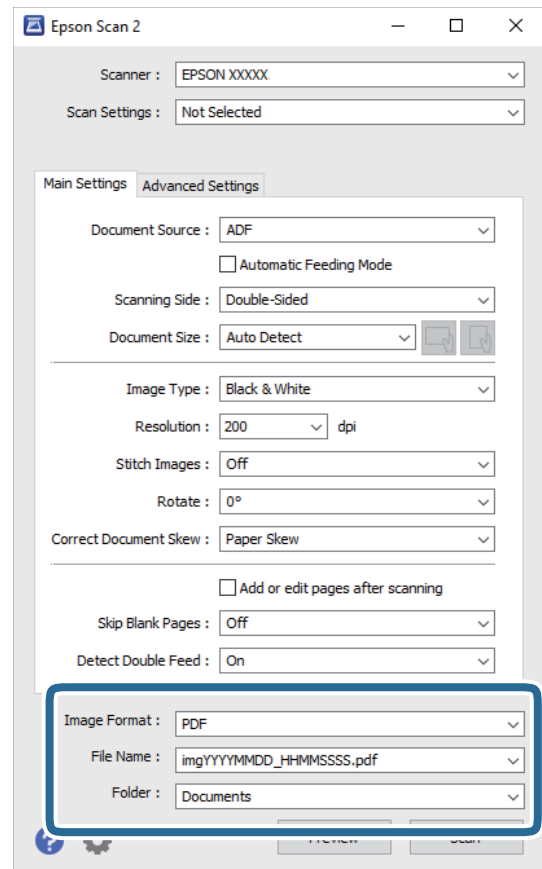 Epson Scan 2
Scanner : EPSON XXXXX
Scan Settings : Not Selected
Main Settings Advanced Settings
Document Source : ADF
Automatic Feeding Mode
Scanning Side : Double-Sided
Document Size : Auto Detect
Image Type : Black & White
Resolution : 200 dpi
Stitch Images : Off
Rotate : 0°
Correct Document Skew : Paper Skew
Add or edit pages after scanning
Skip Blank Pages : Off
Detect Double Feed : On
Image Format : PDF
File Name : imgYYYYMMDD_HHMMSSSS.pdf
Folder : Documents
?